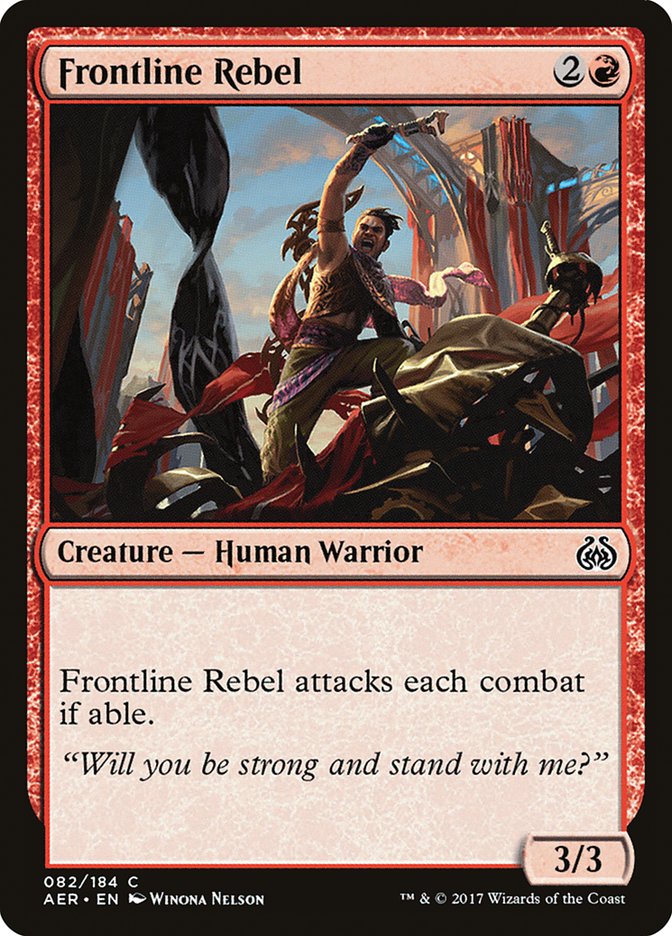 Frontline Rebel 2
Creature — Human Warrior
Frontline Rebel attacks each combat
if able.
“Will you be strong and stand with me?”
3/3
082/184 C
AER • EN Winona Nelson
™ & © 2017 Wizards of the Coast